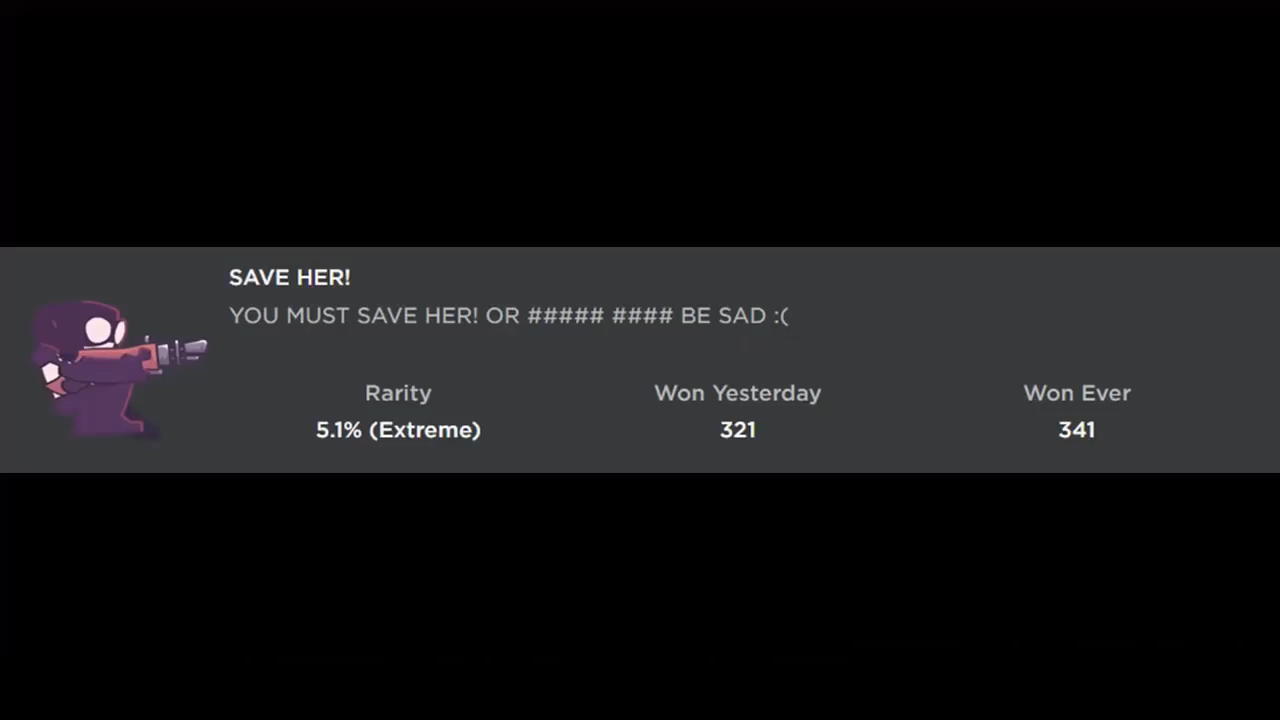 SAVE HER!
YOU MUST SAVE HER! OR ##### #### BE SAD :(
Rarity Won Yesterday Won Ever
5.1% (Extreme) 321 341